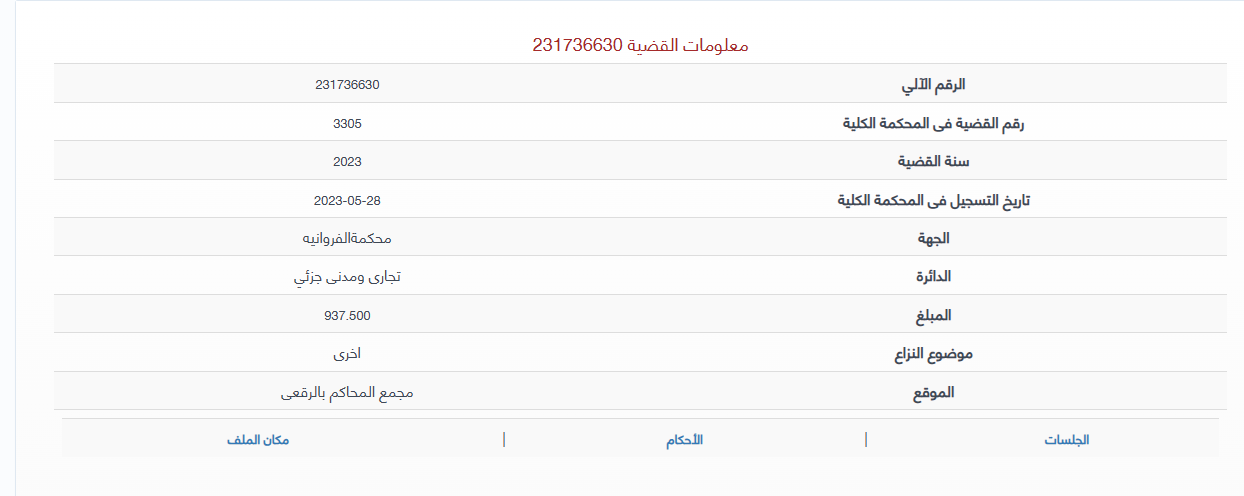 معلومات القضية 231736630
الرقم الآلي 231736630
رقم القضية فى المحكمة الكلية 3305
سنة القضية 2023
تاريخ التسجيل فى المحكمة الكلية 2023-05-28
الجهة محكمةالفروانيه
الدائرة تجارى ومدنى جزئي
المبلغ 937.500
موضوع النزاع اخرى
الموقع مجمع المحاكم بالرقعى
الجلسات | الأحكام | مكان الملف